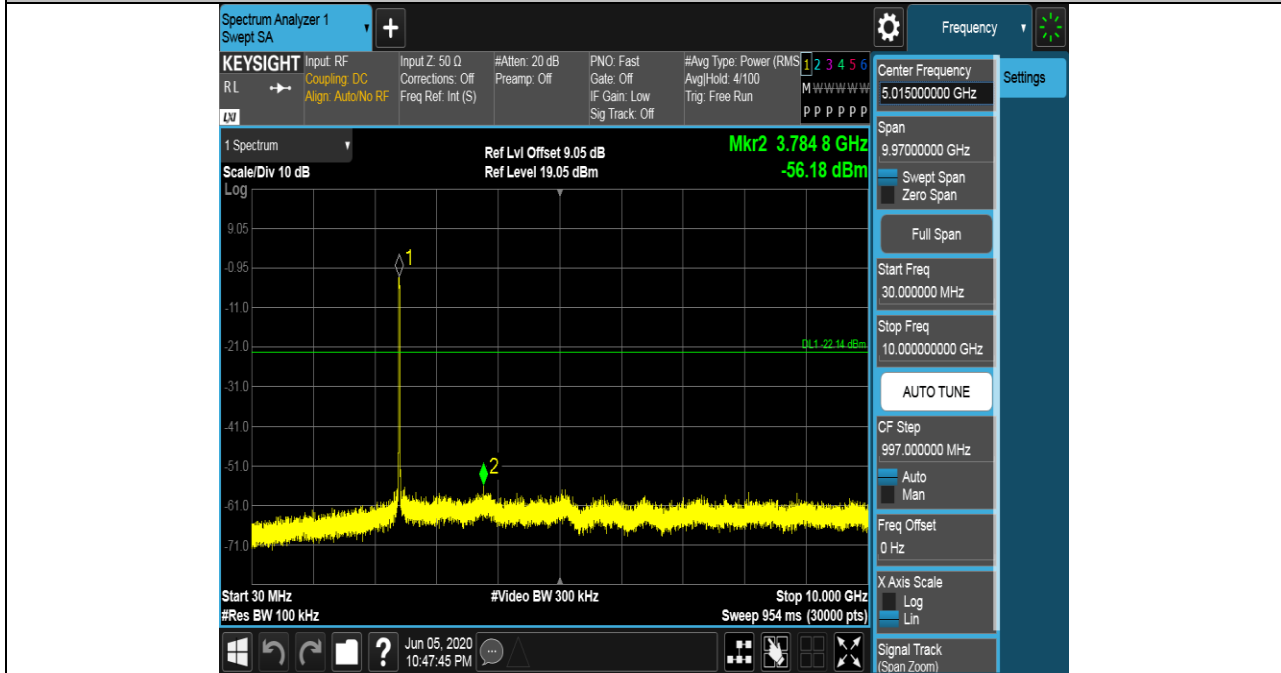 Spectrum Analyzer 1
Swept SA
+
Frequency
KEYSIGHT
RL
LXI
Input: RF
Coupling: DC
Align: Auto/No RF
Input Z: 50 Ω
Corrections: Off
Freq Ref: Int (S)
#Atten: 20 dB
Preamp: Off
PNO: Fast
Gate: Off
IF Gain: Low
Sig Track: Off
#Avg Type: Power (RMS
Avg|Hold: 4/100
Trig: Free Run
1 2 3 4 5 6
M W W W W W
P P P P P P
1 Spectrum
Scale/Div 10 dB
Log
Ref Lvl Offset 9.05 dB
Ref Level 19.05 dBm
Mkr2 3.784 8 GHz
-56.18 dBm
9.05
-0.95
-11.0
-21.0
-31.0
-41.0
-51.0
-61.0
-71.0
1
2
DL1 -22.14 dBm
Start 30 MHz
#Res BW 100 kHz
#Video BW 300 kHz
Stop 10.000 GHz
Sweep 954 ms (30000 pts)
?
Jun 05, 2020
10:47:45 PM
Center Frequency
5.015000000 GHz
Span
9.97000000 GHz
Swept Span
Zero Span
Full Span
Start Freq
30.000000 MHz
Stop Freq
10.000000000 GHz
AUTO TUNE
CF Step
997.000000 MHz
Auto
Man
Freq Offset
0 Hz
X Axis Scale
Log
Lin
Signal Track
(Span Zoom)
Settings